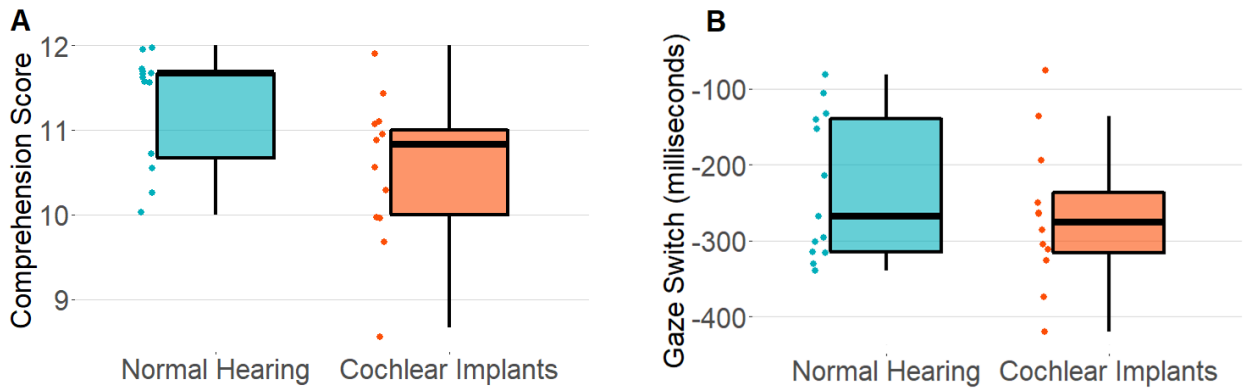 A
Comprehension Score
12
11
10
9
Normal Hearing
Cochlear Implants
B
Gaze Switch (milliseconds)
-100
-200
-300
-400
Normal Hearing
Cochlear Implants